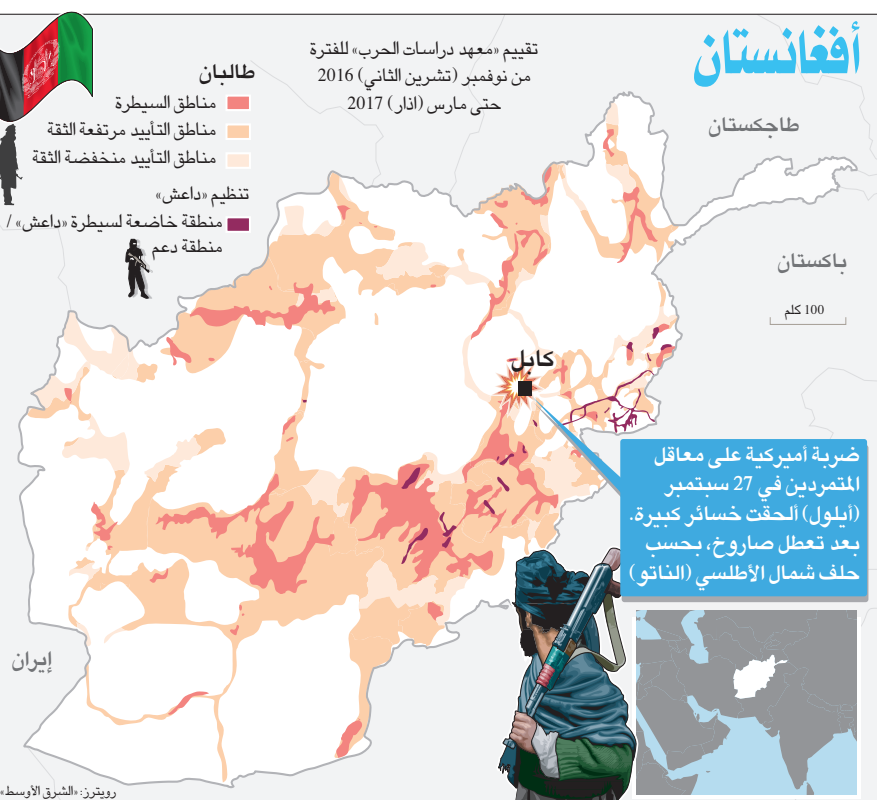 أفغانستان
تقييم «معهد دراسات الحرب» للفترة
من نوفمبر (تشرين الثاني) 2016
حتى مارس (اذار) 2017
طالبان
مناطق السيطرة
مناطق التأييد مرتفعة الثقة
مناطق التأييد منخفضة الثقة
تنظيم «داعش»
منطقة خاضعة لسيطرة «داعش» /
منطقة دعم
طاجكستان
باكستان
100 كلم
كابل
ضربة أميركية على معاقل
المتمردين في 27 سبتمبر
(أيلول) ألحقت خسائر كبيرة.
بعد تعطل صاروخ، بحسب
حلف شمال الأطلسي (الناتو)
إيران
رويترز: «الشرق الأوسط»